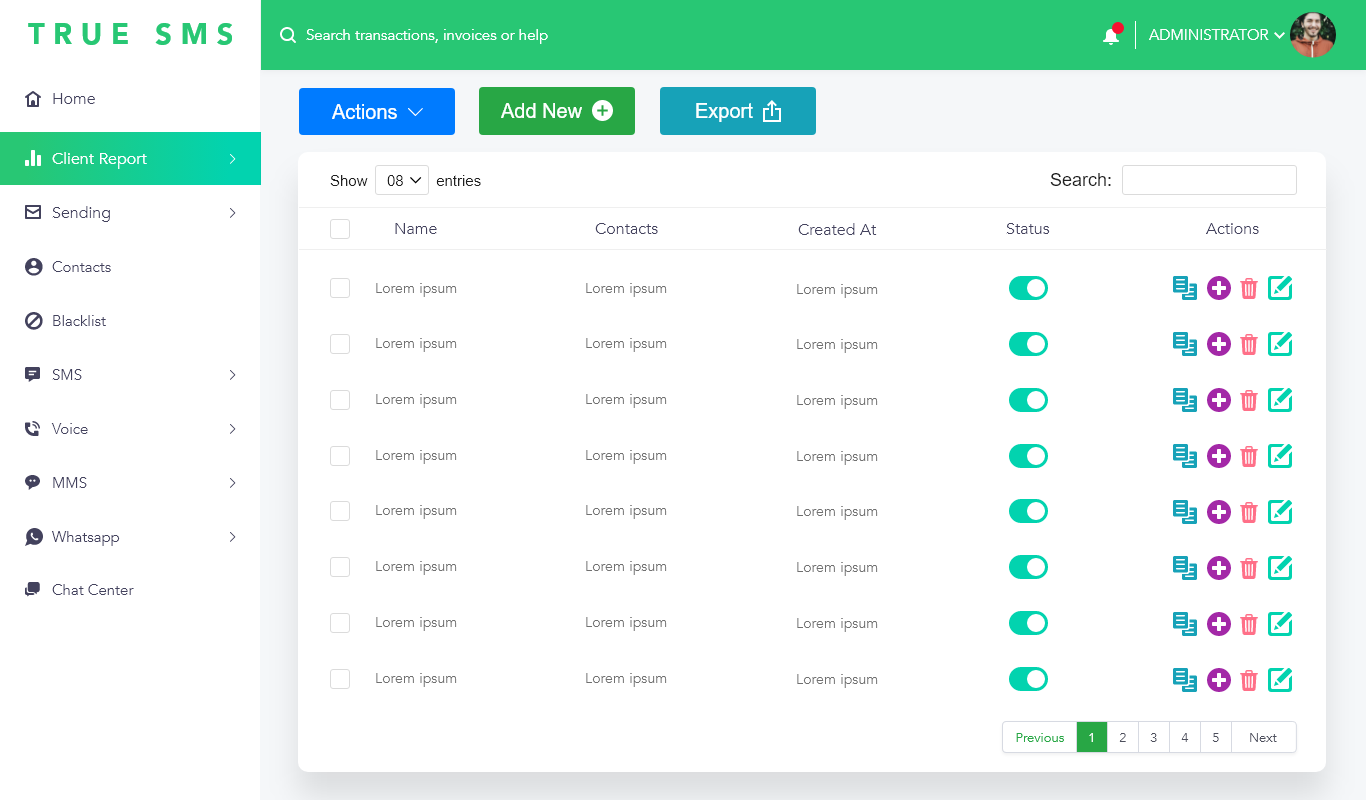 TRUE SMS
Search transactions, invoices or help
ADMINISTRATOR
Home
Client Report
Sending
Contacts
Blacklist
SMS
Voice
MMS
Whatsapp
Chat Center
Actions
Add New
Export
Show 08 entries
Search:
Name Contacts Created At Status Actions
Lorem ipsum Lorem ipsum Lorem ipsum
Lorem ipsum Lorem ipsum Lorem ipsum
Lorem ipsum Lorem ipsum Lorem ipsum
Lorem ipsum Lorem ipsum Lorem ipsum
Lorem ipsum Lorem ipsum Lorem ipsum
Lorem ipsum Lorem ipsum Lorem ipsum
Lorem ipsum Lorem ipsum Lorem ipsum
Lorem ipsum Lorem ipsum Lorem ipsum
Previous 1 2 3 4 5 Next